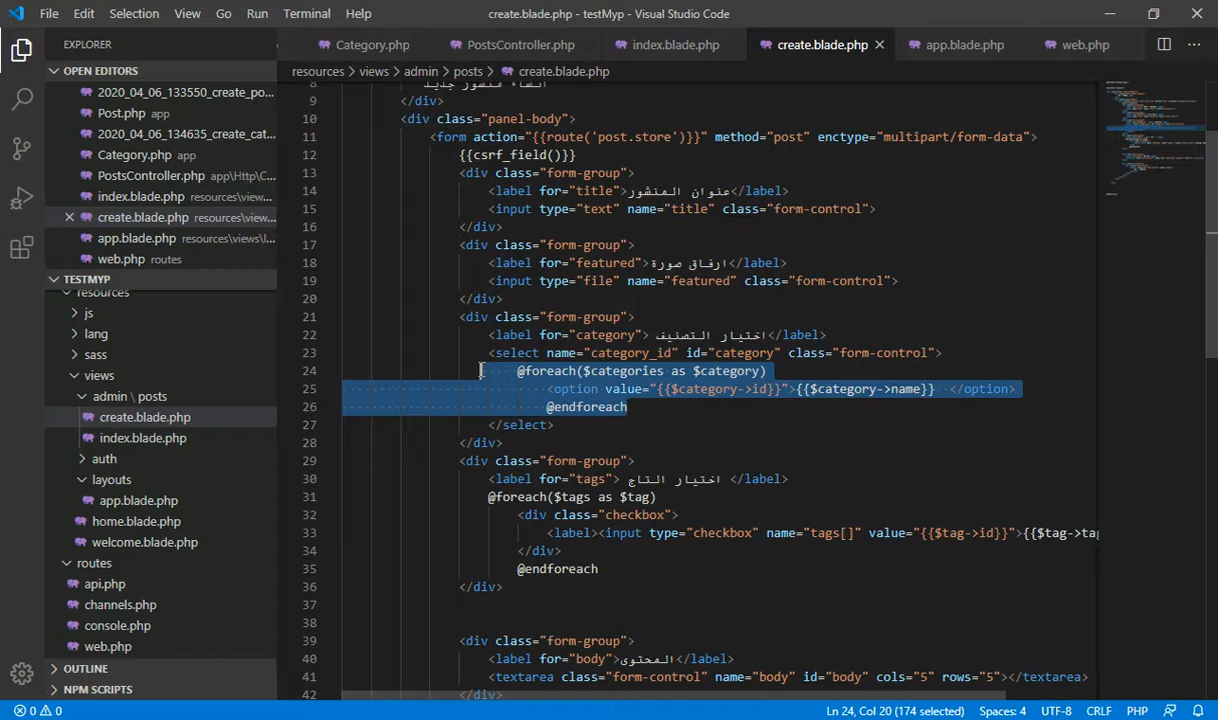 File Edit Selection View Go Run Terminal Help
create.blade.php - testMyp - Visual Studio Code
EXPLORER
OPEN EDITORS
2020_04_06_133550_create_po...
Post.php app
2020_04_06_134635_create_cat...
Category.php app
PostsController.php app\Http\C...
index.blade.php resources\view...
create.blade.php resources\view...
app.blade.php resources\views\l...
web.php routes
TESTMYP
resources
js
lang
sass
views
admin \ posts
create.blade.php
index.blade.php
auth
layouts
app.blade.php
home.blade.php
welcome.blade.php
routes
api.php
channels.php
console.php
web.php
OUTLINE
NPM SCRIPTS
Category.php PostsController.php index.blade.php create.blade.php app.blade.php web.php
resources > views > admin > posts > create.blade.php
8 انشاء منشور جديد
9 </div>
10 <div class="panel-body">
11 <form action="{{route('post.store')}}" method="post" enctype="multipart/form-data">
12 {{csrf_field()}}
13 <div class="form-group">
14 <label for="title">عنوان المنشور</label>
15 <input type="text" name="title" class="form-control">
16 </div>
17 <div class="form-group">
18 <label for="featured">ارفاق صورة</label>
19 <input type="file" name="featured" class="form-control">
20 </div>
21 <div class="form-group">
22 <label for="category"> اختيار التصنيف</label>
23 <select name="category_id" id="category" class="form-control">
24 @foreach($categories as $category)
25 <option value="{{$category->id}}">{{$category->name}} </option>
26 @endforeach
27 </select>
28 </div>
29 <div class="form-group">
30 <label for="tags"> اختيار التاج </label>
31 @foreach($tags as $tag)
32 <div class="checkbox">
33 <label><input type="checkbox" name="tags[]" value="{{$tag->id}}">{{$tag->tag
34 </div>
35 @endforeach
36 </div>
37
38
39 <div class="form-group">
40 <label for="body">المحتوى</label>
41 <textarea class="form-control" name="body" id="body" cols="5" rows="5"></textarea>
42 </div>
0 0 Ln 24, Col 20 (174 selected) Spaces: 4 UTF-8 CRLF PHP